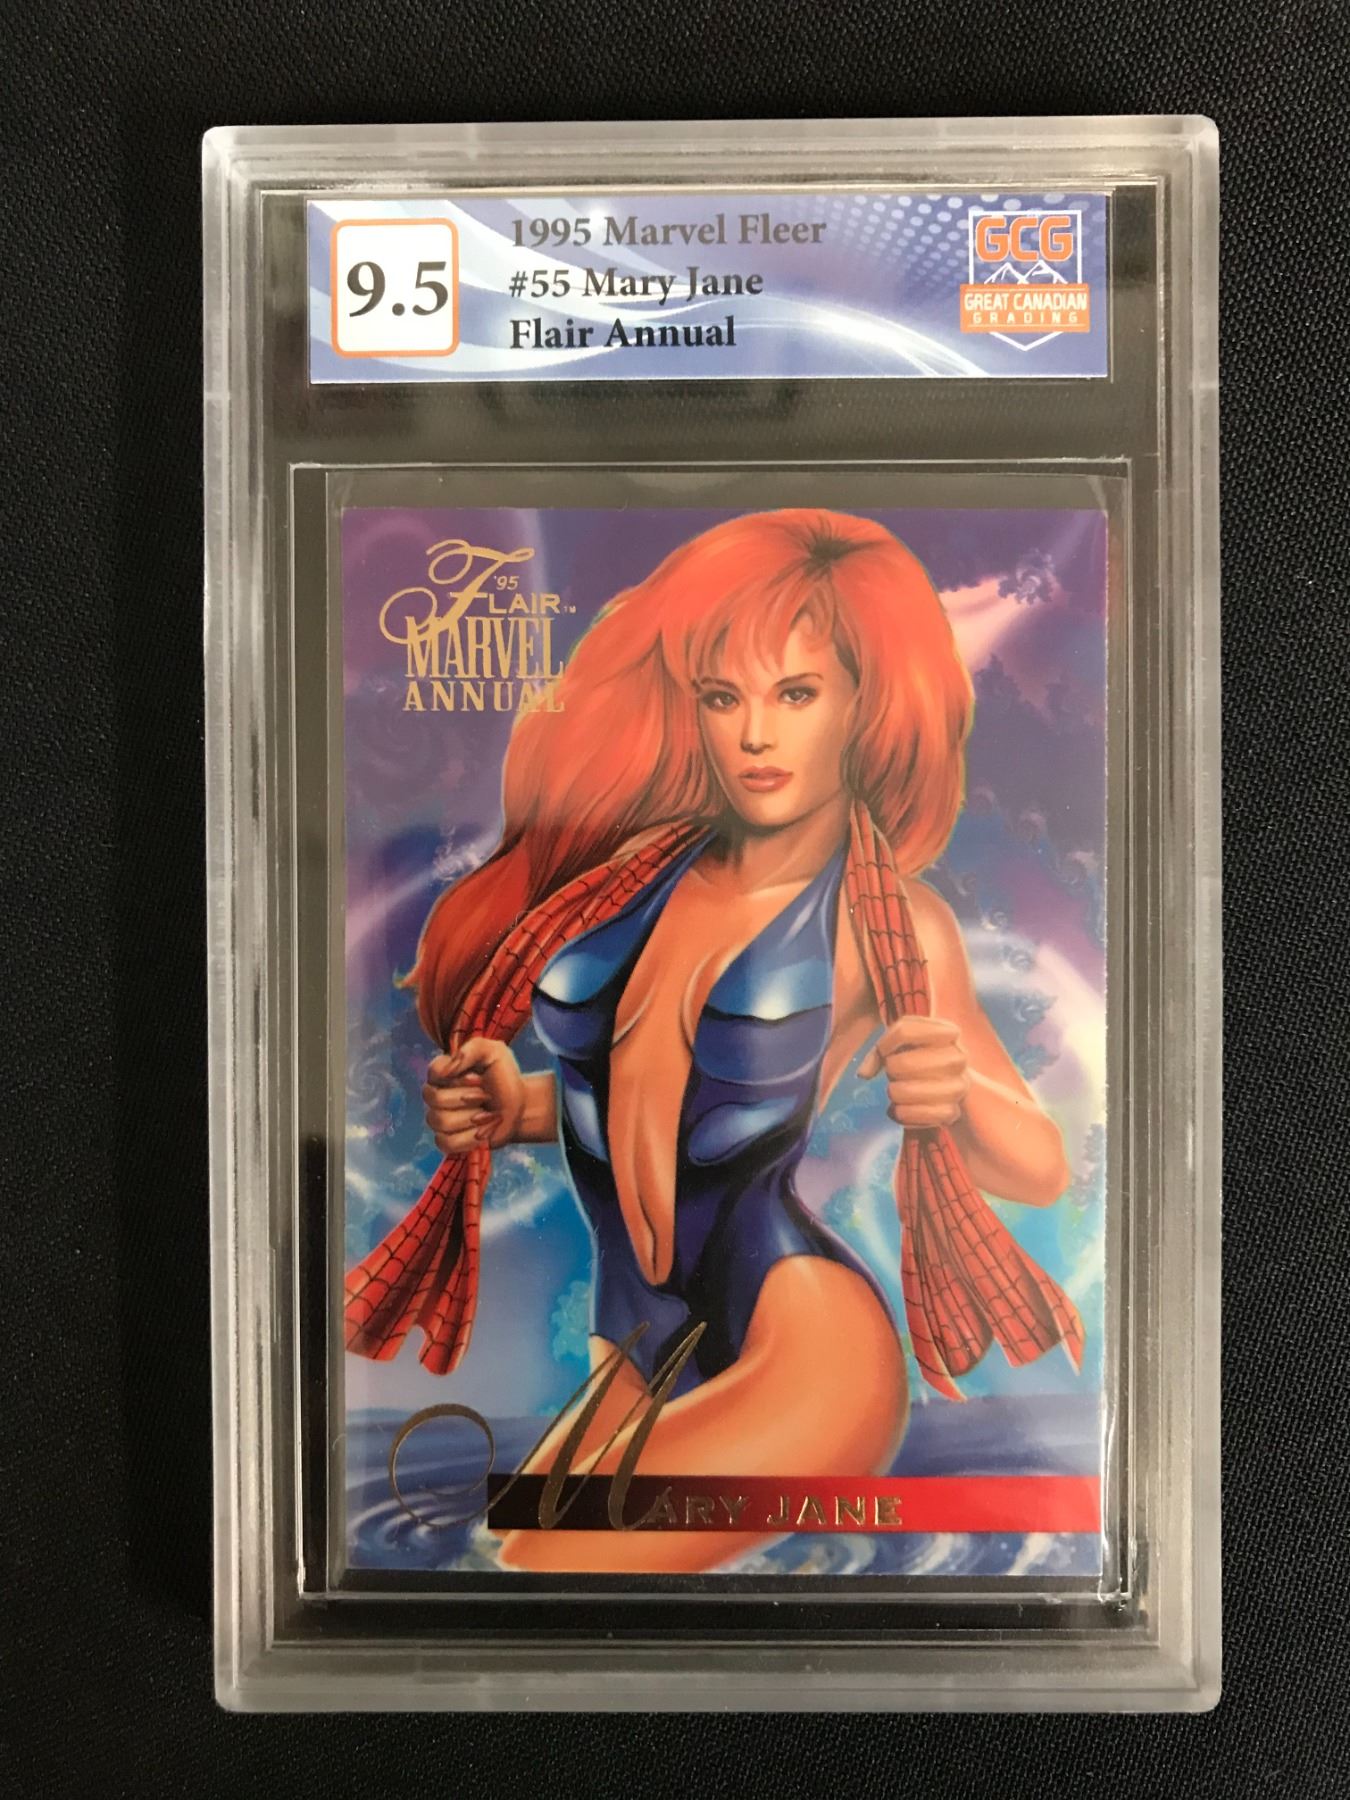 9.5
1995 Marvel Fleer
#55 Mary Jane
Flair Annual
GCG
GREAT CANADIAN
GRADING
'95
FLAIR™
MARVEL
ANNUAL
MARY JANE